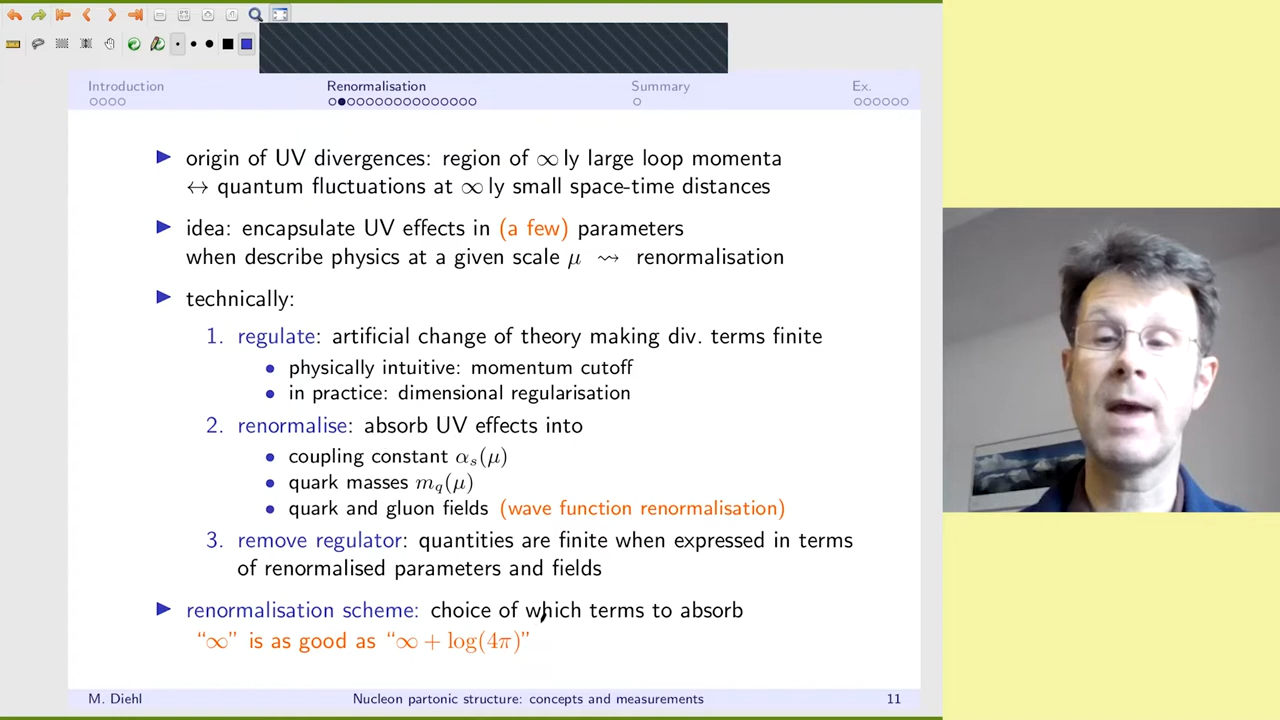 Introduction
Renormalisation
Summary
Ex.
▶ origin of UV divergences: region of ∞ly large loop momenta
↔ quantum fluctuations at ∞ly small space-time distances
▶ idea: encapsulate UV effects in (a few) parameters
when describe physics at a given scale μ ⇝ renormalisation
▶ technically:
1. regulate: artificial change of theory making div. terms finite
• physically intuitive: momentum cutoff
• in practice: dimensional regularisation
2. renormalise: absorb UV effects into
• coupling constant αₛ(μ)
• quark masses m_q(μ)
• quark and gluon fields (wave function renormalisation)
3. remove regulator: quantities are finite when expressed in terms
of renormalised parameters and fields
▶ renormalisation scheme: choice of which terms to absorb
“∞” is as good as “∞ + log(4π)”
M. Diehl
Nucleon partonic structure: concepts and measurements
11